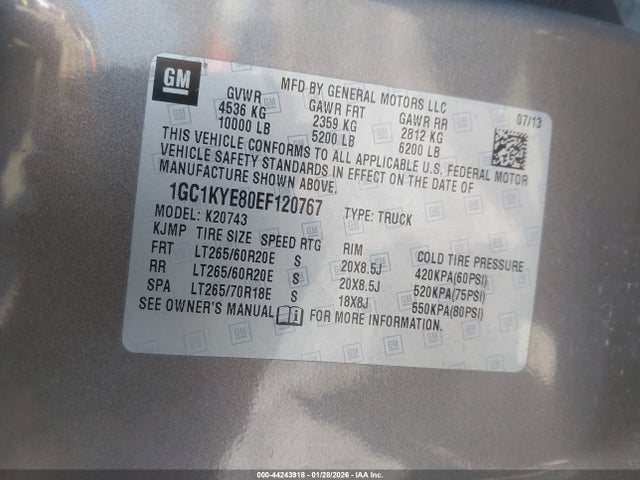 GM
MFD BY GENERAL MOTORS LLC
07/13
GVWR GAWR FRT GAWR RR
4536 KG 2359 KG 2812 KG
10000 LB 5200 LB 6200 LB
THIS VEHICLE CONFORMS TO ALL APPLICABLE U.S. FEDERAL MOTOR
VEHICLE SAFETY STANDARDS IN EFFECT ON THE DATE OF
MANUFACTURE SHOWN ABOVE.
1GC1KYE80EF120767 TYPE: TRUCK
MODEL: K20743
KJMP TIRE SIZE SPEED RTG RIM COLD TIRE PRESSURE
FRT LT265/60R20E S 20X8.5J 420KPA(60PSI)
RR LT265/60R20E S 20X8.5J 520KPA(75PSI)
SPA LT265/70R18E S 18X8J 550KPA(80PSI)
SEE OWNER'S MANUAL FOR MORE INFORMATION.
000-44243918 | 01/28/2026 - IAA Inc.